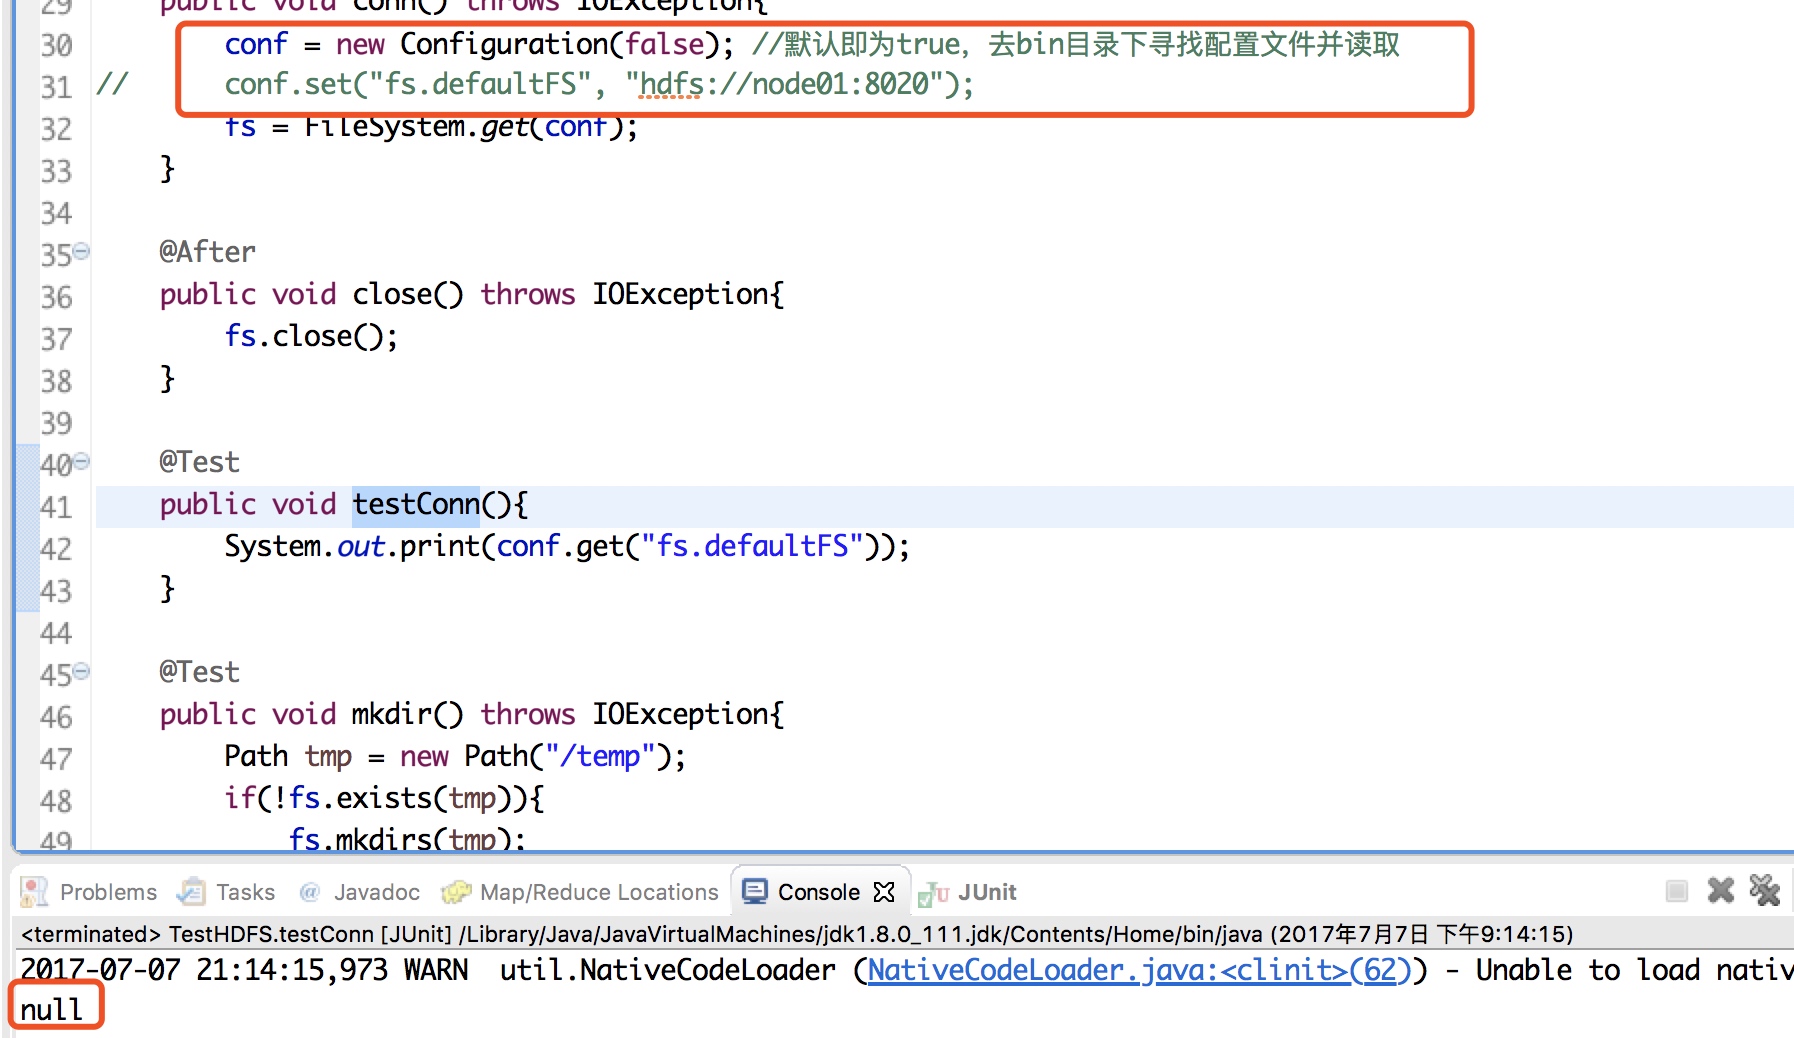 29 public void conn() throws IOException{
30 conf = new Configuration(false); //默认即为true，去bin目录下寻找配置文件并读取
31 // conf.set("fs.defaultFS", "hdfs://node01:8020");
32 fs = FileSystem.get(conf);
33 }
34
35 @After
36 public void close() throws IOException{
37 fs.close();
38 }
39
40 @Test
41 public void testConn(){
42 System.out.print(conf.get("fs.defaultFS"));
43 }
44
45 @Test
46 public void mkdir() throws IOException{
47 Path tmp = new Path("/temp");
48 if(!fs.exists(tmp)){
49 fs.mkdirs(tmp);
Problems Tasks @ Javadoc Map/Reduce Locations Console JUnit
<terminated> TestHDFS.testConn [JUnit] /Library/Java/JavaVirtualMachines/jdk1.8.0_111.jdk/Contents/Home/bin/java (2017年7月7日 下午9:14:15)
2017-07-07 21:14:15,973 WARN util.NativeCodeLoader (NativeCodeLoader.java:<clinit>(62)) - Unable to load nativ
null